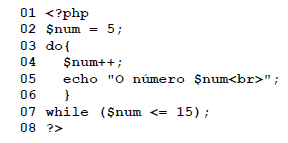 01 <?php
02 $num = 5;
03 do{
04   $num++;
05   echo "O número $num<br>";
06   }
07 while ($num <= 15);
08 ?>